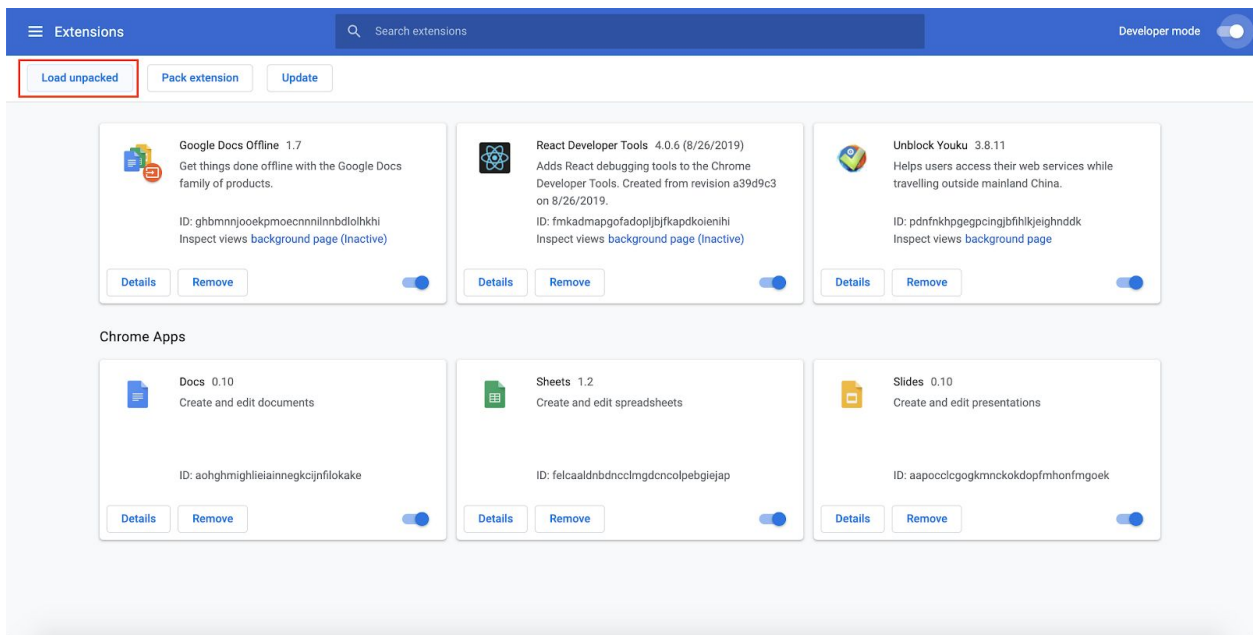 Extensions
Search extensions
Developer mode
Load unpacked
Pack extension
Update
Google Docs Offline 1.7
Get things done offline with the Google Docs
family of products.
ID: ghbmnnjooekpmoecnnnilnnbdlolhkhi
Inspect views background page (Inactive)
Details
Remove
React Developer Tools 4.0.6 (8/26/2019)
Adds React debugging tools to the Chrome
Developer Tools. Created from revision a39d9c3
on 8/26/2019.
ID: fmkadmapgofadopljbjfkapdkoienihi
Inspect views background page (Inactive)
Details
Remove
Unblock Youku 3.8.11
Helps users access their web services while
travelling outside mainland China.
ID: pdnfnkhpgegpcingjbfihlkjeighnddk
Inspect views background page
Details
Remove
Chrome Apps
Docs 0.10
Create and edit documents
ID: aohghmighlieiainnegkcijnfilokake
Details
Remove
Sheets 1.2
Create and edit spreadsheets
ID: felcaaldnbdncclmgdcncolpebgiejap
Details
Remove
Slides 0.10
Create and edit presentations
ID: aapocclcgogkmnckokdopfmhonfmgoek
Details
Remove